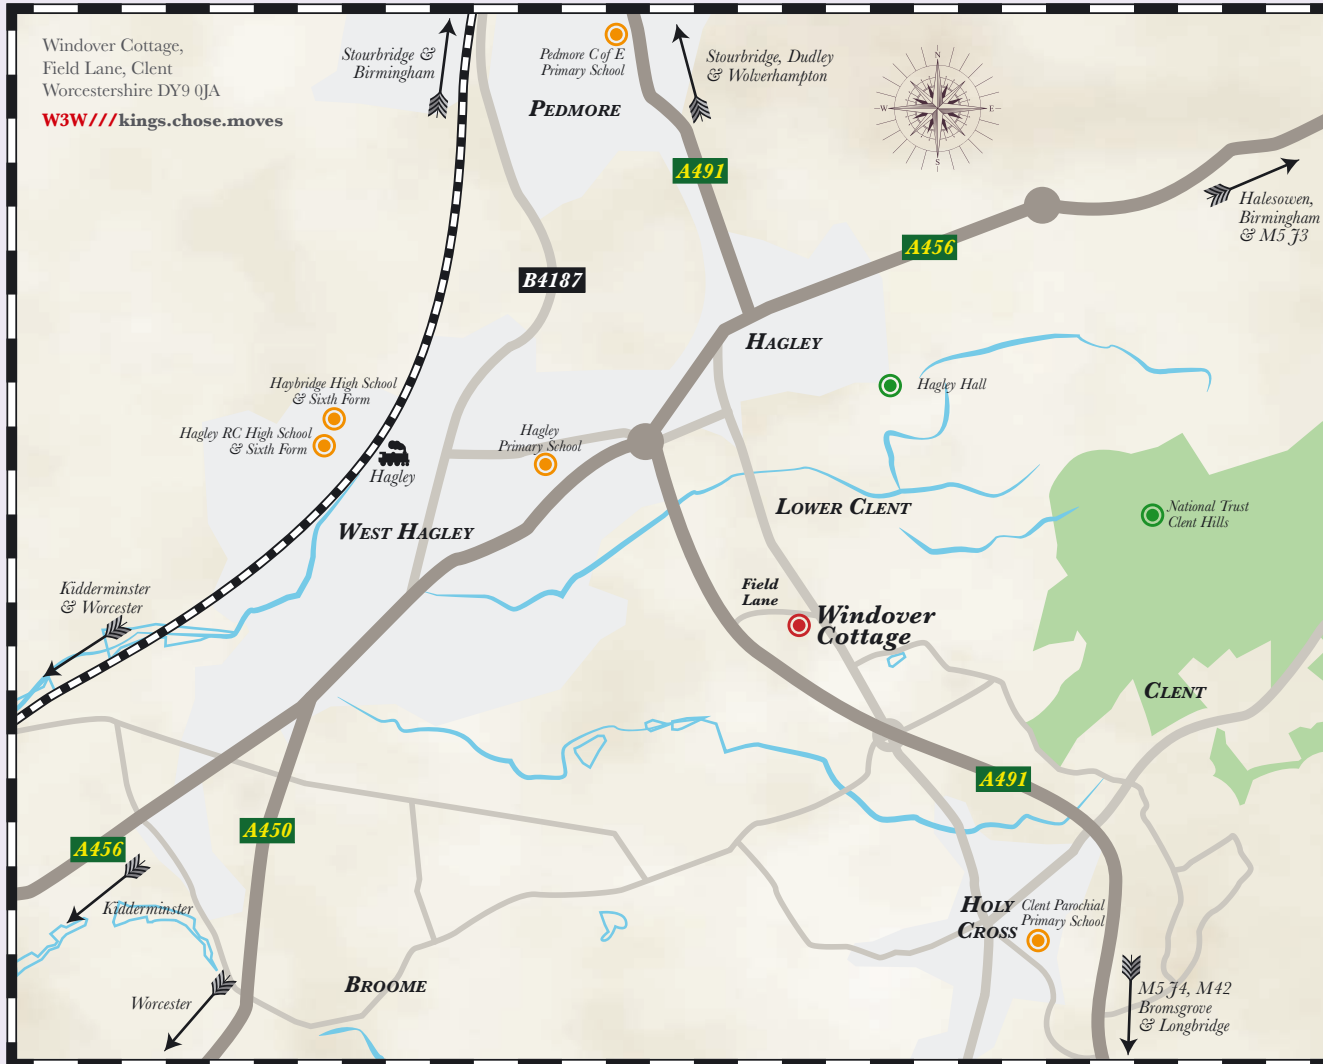 Windover Cottage,
Field Lane, Clent
Worcestershire DY9 0JA
W3W///kings.chose.moves
Stourbridge &
Birmingham
Pedmore C of E
Primary School
PEDMORE
Stourbridge, Dudley
& Wolverhampton
N
W
E
S
A491
Halesowen,
Birmingham
& M5 J3
A456
B4187
HAGLEY
Hagley Hall
Haybridge High School
& Sixth Form
Hagley RC High School
& Sixth Form
Hagley
Hagley
Primary School
WEST HAGLEY
LOWER CLENT
National Trust
Clent Hills
Kidderminster
& Worcester
Field
Lane
Windover
Cottage
CLENT
A491
A450
A456
Kidderminster
HOLY
CROSS
Clent Parochial
Primary School
BROOME
Worcester
M5 J4, M42
Bromsgrove
& Longbridge